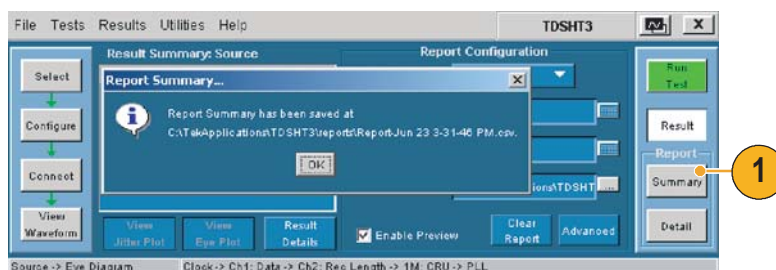 File Tests Results Utilities Help TDSHT3 X
Result Summary: Source Report Configuration
Select
Configure
Connect
View
Waveform
Report Summary...
Report Summary has been saved at
C:\TekApplications\TDSHT3\reports\Report-Jun 23 3-31-46 PM.csv.
OK
ions\TDSHT ...
View
Jitter Plot
View
Eye Plot
Result
Details
Enable Preview
Clear
Report
Advanced
Run
Test
Result
Report
Summary
Detail
1
Source -> Eye Diagram Clock-> Ch1: Data -> Ch2: Rec Length -> 1M: CRU -> PLL